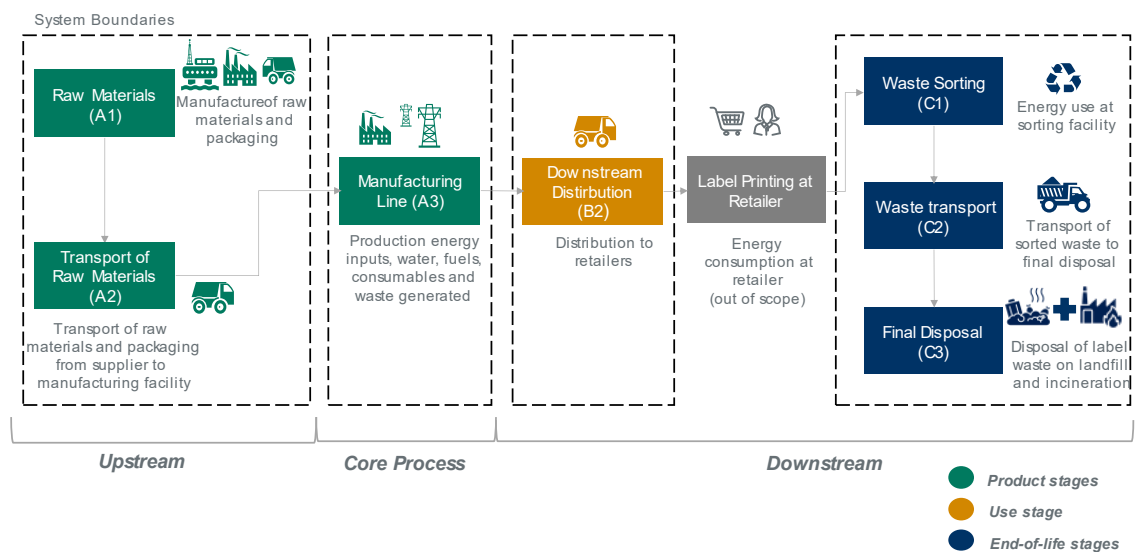 System Boundaries
Raw Materials
(A1)
Manufactureof raw
materials and
packaging
Transport of
Raw Materials
(A2)
Transport of raw
materials and packaging
from supplier to
manufacturing facility
Manufacturing
Line (A3)
Production energy
inputs, water, fuels,
consumables and
waste generated
Downstream
Distirbution
(B2)
Distribution to
retailers
Label Printing at
Retailer
Energy
consumption at
retailer
(out of scope)
Waste Sorting
(C1)
Energy use at
sorting facility
Waste transport
(C2)
Transport of
sorted waste to
final disposal
Final Disposal
(C3)
Disposal of label
waste on landfill
and incineration
Upstream
Core Process
Downstream
Product stages
Use stage
End-of-life stages